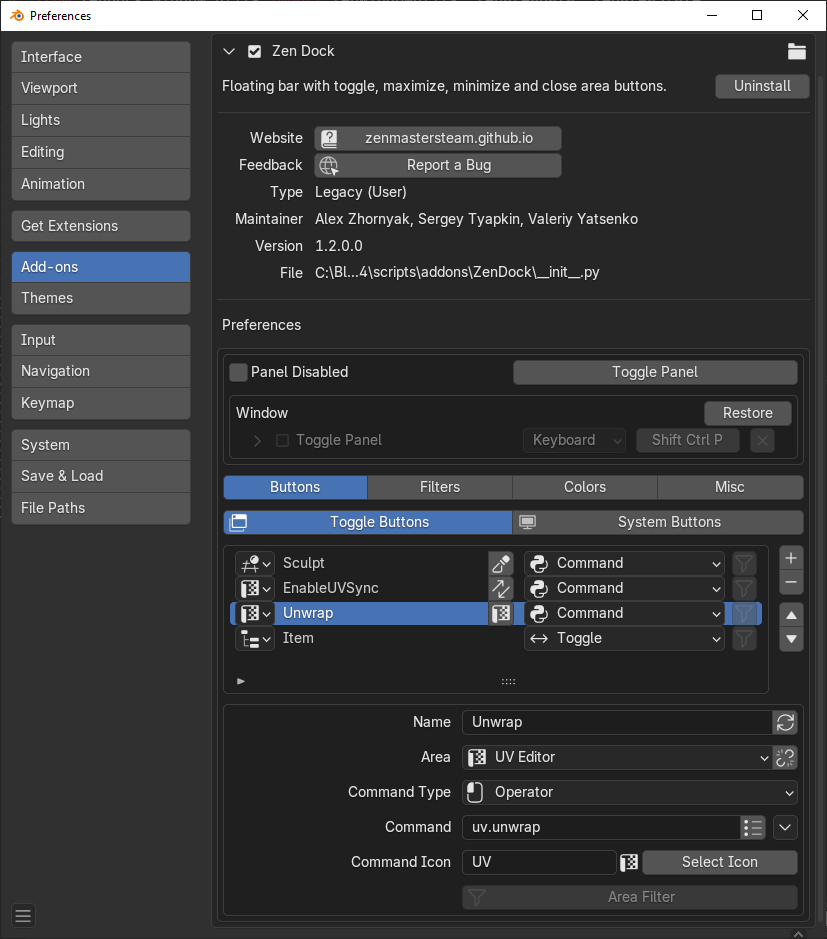 Preferences
Interface
Viewport
Lights
Editing
Animation
Get Extensions
Add-ons
Themes
Input
Navigation
Keymap
System
Save & Load
File Paths
Zen Dock
Floating bar with toggle, maximize, minimize and close area buttons.
Uninstall
Website zenmastersteam.github.io
Feedback Report a Bug
Type Legacy (User)
Maintainer Alex Zhornyak, Sergey Tyapkin, Valeriy Yatsenko
Version 1.2.0.0
File C:\Bl...4\scripts\addons\ZenDock\__init__.py
Preferences
Panel Disabled Toggle Panel
Window Restore
Toggle Panel Keyboard Shift Ctrl P
Buttons Filters Colors Misc
Toggle Buttons System Buttons
Sculpt Command
EnableUVSync Command
Unwrap Command
Item Toggle
Name Unwrap
Area UV Editor
Command Type Operator
Command uv.unwrap
Command Icon UV Select Icon
Area Filter